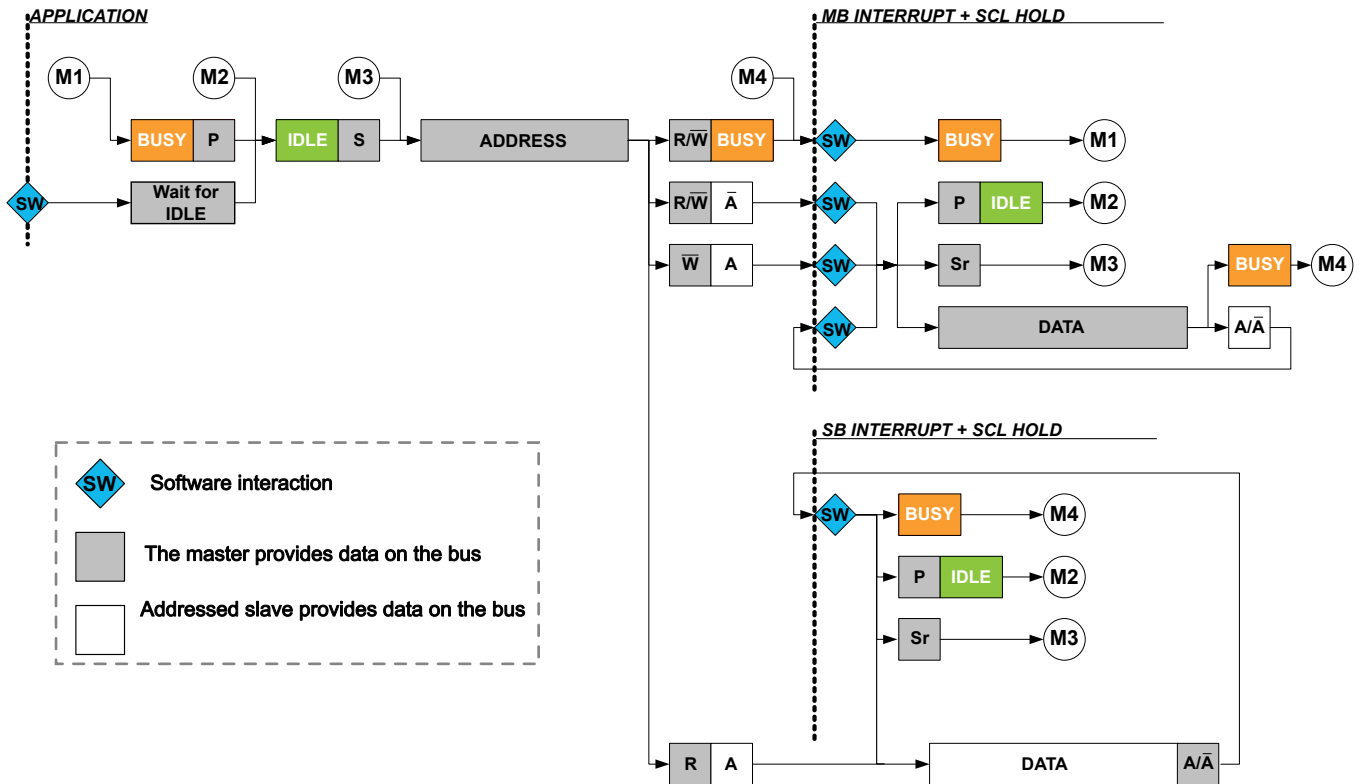 APPLICATION
MB INTERRUPT + SCL HOLD
M1
M2
M3
M4
BUSY P
IDLE S
ADDRESS
R/W̅ BUSY
SW
BUSY
M1
SW
Wait for
IDLE
R/W̅ A̅
SW
P IDLE
M2
W̅ A
SW
Sr
M3
BUSY
M4
SW
DATA
A/A̅
SB INTERRUPT + SCL HOLD
SW
Software interaction
The master provides data on the bus
Addressed slave provides data on the bus
SW
BUSY
M4
P IDLE
M2
Sr
M3
R A
DATA
A/A̅